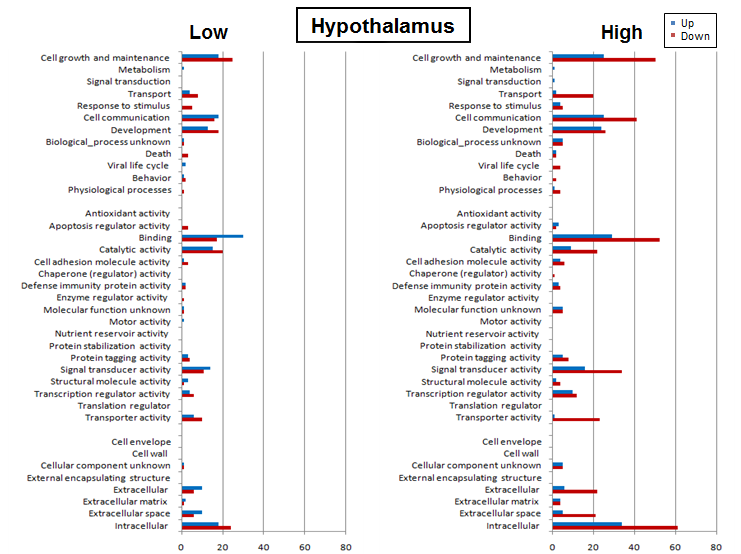 Hypothalamus
Low
High
Up
Down
Cell growth and maintenance
Metabolism
Signal transduction
Transport
Response to stimulus
Cell communication
Development
Biological_process unknown
Death
Viral life cycle
Behavior
Physiological processes
Antioxidant activity
Apoptosis regulator activity
Binding
Catalytic activity
Cell adhesion molecule activity
Chaperone (regulator) activity
Defense immunity protein activity
Enzyme regulator activity
Molecular function unknown
Motor activity
Nutrient reservoir activity
Protein stabilization activity
Protein tagging activity
Signal transducer activity
Structural molecule activity
Transcription regulator activity
Translation regulator
Transporter activity
Cell envelope
Cell wall
Cellular component unknown
External encapsulating structure
Extracellular
Extracellular matrix
Extracellular space
Intracellular
0 20 40 60 80
Cell growth and maintenance
Metabolism
Signal transduction
Transport
Response to stimulus
Cell communication
Development
Biological_process unknown
Death
Viral life cycle
Behavior
Physiological processes
Antioxidant activity
Apoptosis regulator activity
Binding
Catalytic activity
Cell adhesion molecule activity
Chaperone (regulator) activity
Defense immunity protein activity
Enzyme regulator activity
Molecular function unknown
Motor activity
Nutrient reservoir activity
Protein stabilization activity
Protein tagging activity
Signal transducer activity
Structural molecule activity
Transcription regulator activity
Translation regulator
Transporter activity
Cell envelope
Cell wall
Cellular component unknown
External encapsulating structure
Extracellular
Extracellular matrix
Extracellular space
Intracellular
0 20 40 60 80